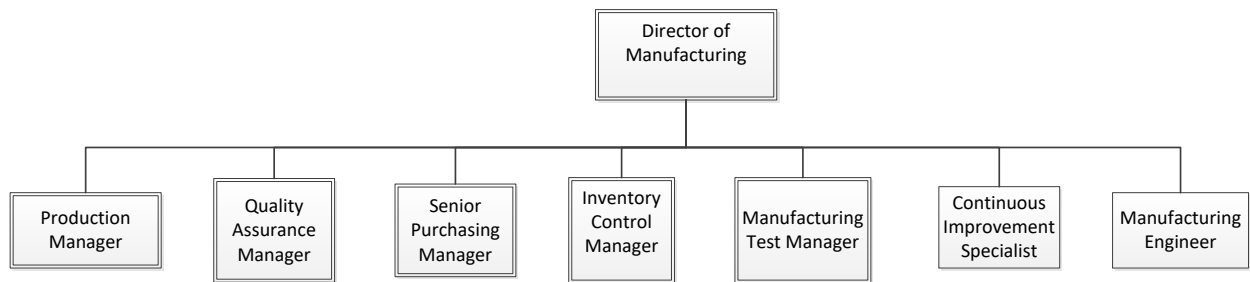 Director of
Manufacturing
Production
Manager
Quality
Assurance
Manager
Senior
Purchasing
Manager
Inventory
Control
Manager
Manufacturing
Test Manager
Continuous
Improvement
Specialist
Manufacturing
Engineer